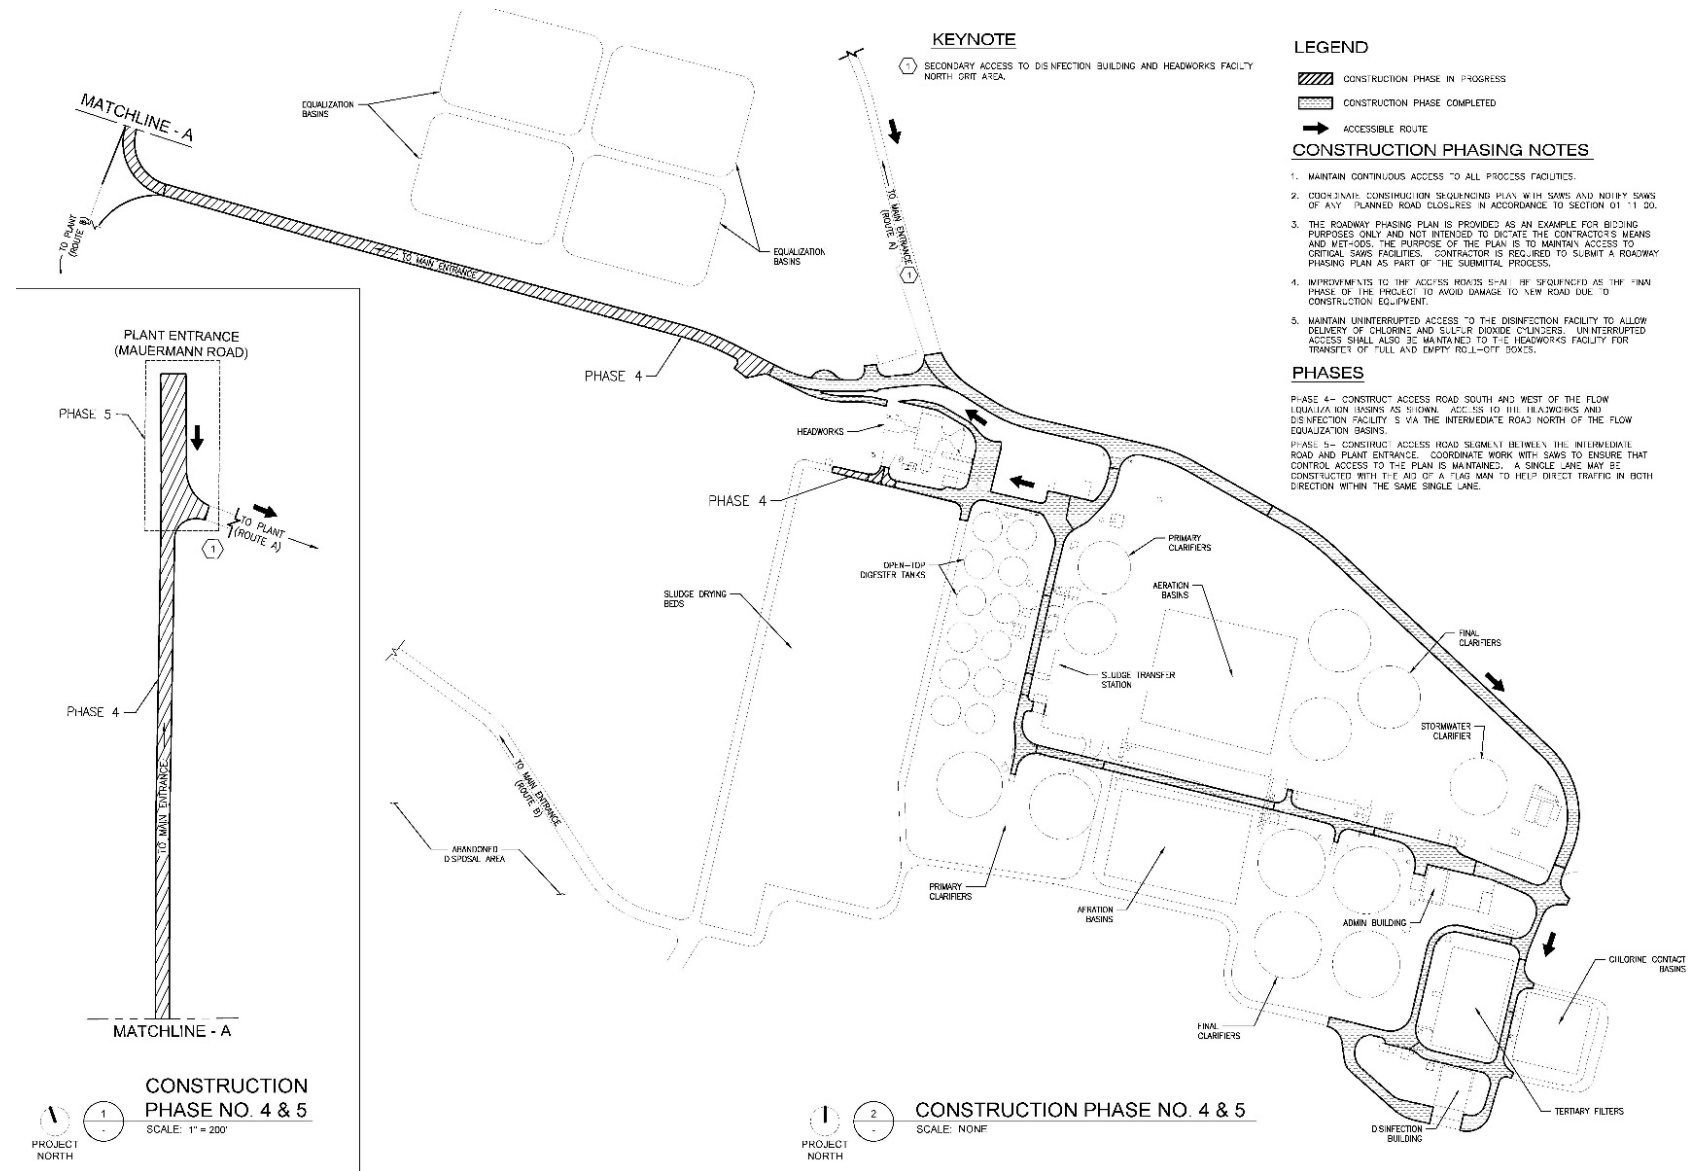 KEYNOTE
1 SECONDARY ACCESS TO DISINFECTION BUILDING AND HEADWORKS FACILTY
NORTH GRIT AREA.
LEGEND
CONSTRUCTION PHASE IN PROGRESS
CONSTRUCTION PHASE COMPLETED
ACCESSIBLE ROUTE
CONSTRUCTION PHASING NOTES
1. MAINTAIN CONTINUOUS ACCESS TO ALL PROCESS FACILITIES.
2. COORDINATE CONSTRUCTION SEQUENCING PLAN WITH SAWS AND NOTIFY SAWS
OF ANY PLANNED ROAD CLOSURES IN ACCORDANCE TO SECTION 01 11 00.
3. THE ROADWAY PHASING PLAN IS PROVIDED AS AN EXAMPLE FOR BIDDING
PURPOSES ONLY AND NOT INTENDED TO DICTATE THE CONTRACTOR'S MEANS
AND METHODS. THE PURPOSE OF THE PLAN IS TO MAINTAIN ACCESS TO
CRITICAL SAWS FACILITIES. CONTRACTOR IS REQUIRED TO SUBMIT A ROADWAY
PHASING PLAN AS PART OF THE SUBMITTAL PROCESS.
4. IMPROVEMENTS TO THE ACCESS ROADS SHALL BE SEQUENCED AS THE FINAL
PHASE OF THE PROJECT TO AVOID DAMAGE TO NEW ROAD DUE TO
CONSTRUCTION EQUIPMENT.
5. MAINTAIN UNINTERRUPTED ACCESS TO THE DISINFECTION FACILITY TO ALLOW
DELIVERY OF CHLORINE AND SULFUR DIOXIDE CYLINDERS. UNINTERRUPTED
ACCESS SHALL ALSO BE MAINTAINED TO THE HEADWORKS FACILITY FOR
TRANSFER OF FULL AND EMPTY ROLL-OFF BOXES.
PHASES
PHASE 4- CONSTRUCT ACCESS ROAD SOUTH AND WEST OF THE FLOW
EQUALIZATION BASINS AS SHOWN. ACCESS TO THE HEADWORKS AND
DISINFECTION FACILITY IS VIA THE INTERMEDIATE ROAD NORTH OF THE FLOW
EQUALIZATION BASINS.
PHASE 5- CONSTRUCT ACCESS ROAD SEGMENT BETWEEN THE INTERMEDIATE
ROAD AND PLANT ENTRANCE. COORDINATE WORK WITH SAWS TO ENSURE THAT
CONTROL ACCESS TO THE PLAN IS MAINTAINED. A SINGLE LANE MAY BE
CONSTRUCTED WITH THE AID OF A FLAG MAN TO HELP DIRECT TRAFFIC IN BOTH
DIRECTION WITHIN THE SAME SINGLE LANE.
MATCHLINE - A
TO PLANT
(ROUTE B)
EQUALIZATION
BASINS
EQUALIZATION
BASINS
TO MAIN ENTRANCE
TO MAIN ENTRANCE
(ROUTE A)
1
PHASE 4
HEADWORKS
PHASE 4
PLANT ENTRANCE
(MAUERMANN ROAD)
PHASE 5
TO PLANT
(ROUTE A)
1
PHASE 4
TO MAIN ENTRANCE
MATCHLINE - A
CONSTRUCTION
PHASE NO. 4 & 5
SCALE: 1" = 200'
1
-
PROJECT
NORTH
OPEN-TOP
DIGESTER TANKS
SLUDGE DRYING
BEDS
PRIMARY
CLARIFIERS
AERATION
BASINS
FINAL
CLARIFIERS
SLUDGE TRANSFER
STATION
STORMWATER
CLARIFIER
TO MAIN ENTRANCE
(ROUTE B)
ABANDONED
DISPOSAL AREA
PRIMARY
CLARIFIERS
AERATION
BASINS
ADMIN BUILDING
CHLORINE CONTACT
BASINS
FINAL
CLARIFIERS
TERTIARY FILTERS
DISINFECTION
BUILDING
PROJECT
NORTH
2
-
CONSTRUCTION PHASE NO. 4 & 5
SCALE: NONE